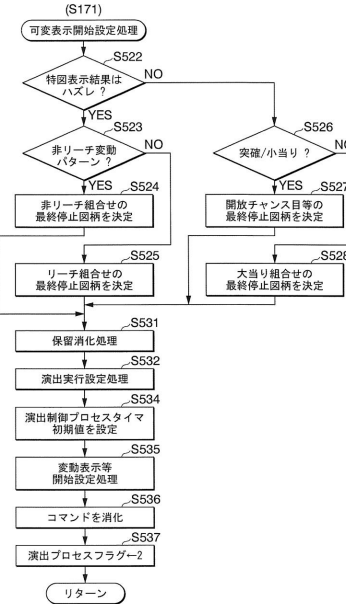 (S171)
可変表示開始設定処理
S522
特図表示結果は
ハズレ ?
NO
YES
S523
非リーチ変動
パターン ?
NO
YES
S524
非リーチ組合せの
最終停止図柄を決定
S525
リーチ組合せの
最終停止図柄を決定
S526
突確/小当り ?
NO
YES
S527
開放チャンス目等の
最終停止図柄を決定
S528
大当り組合せの
最終停止図柄を決定
S531
保留消化処理
S532
演出実行設定処理
S534
演出制御プロセスタイマ
初期値を設定
S535
変動表示等
開始設定処理
S536
コマンドを消化
S537
演出プロセスフラグ←2
リターン